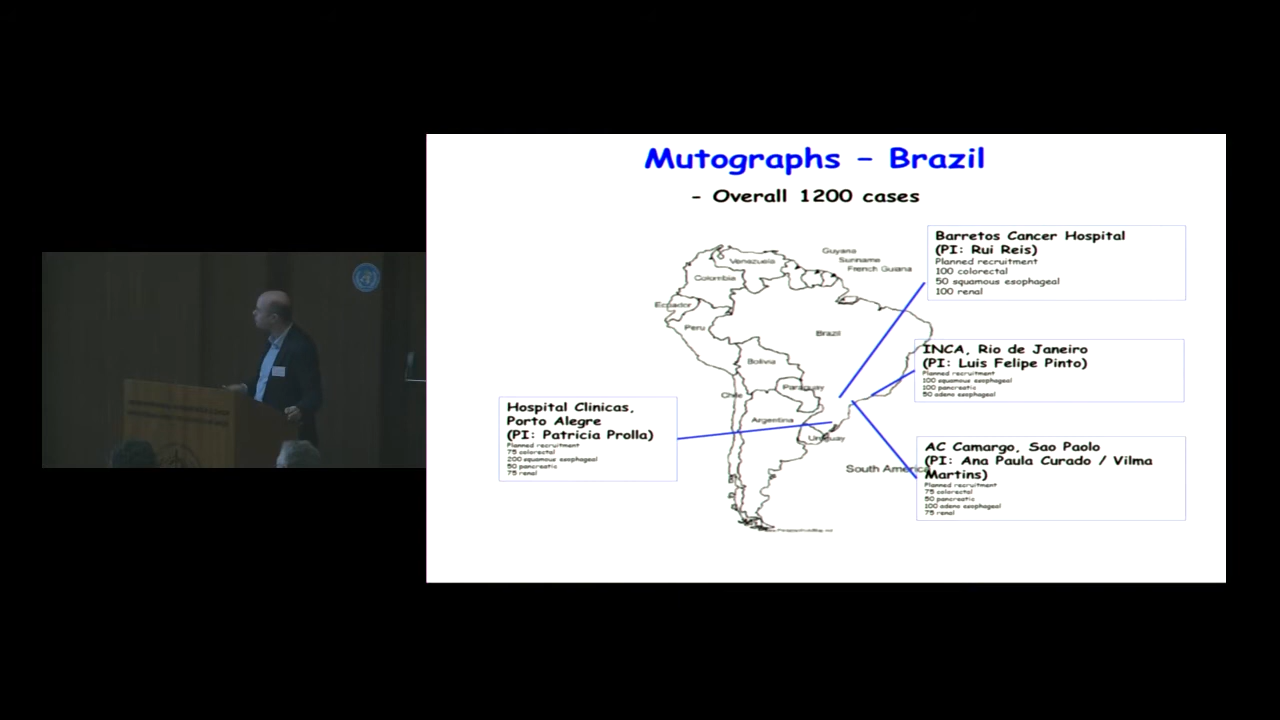 Mutographs - Brazil
- Overall 1200 cases
Barretos Cancer Hospital
(PI: Rui Reis)
Planned recruitment
100 colorectal
50 squamous esophageal
100 renal
INCA, Rio de Janeiro
(PI: Luis Felipe Pinto)
Planned recruitment
100 squamous esophageal
100 pancreatic
50 adeno esophageal
AC Camargo, Sao Paolo
(PI: Ana Paula Curado / Vilma
Martins)
Planned recruitment
75 colorectal
50 pancreatic
100 adeno esophageal
75 renal
Hospital Clinicas,
Porto Alegre
(PI: Patricia Prolla)
Planned recruitment
75 colorectal
200 squamous esophageal
50 pancreatic
75 renal
Guyana
Suriname
French Guiana
Venezuela
Colombia
Ecuador
Peru
Brazil
Bolivia
Paraguay
Chile
Argentina
Uruguay
South America